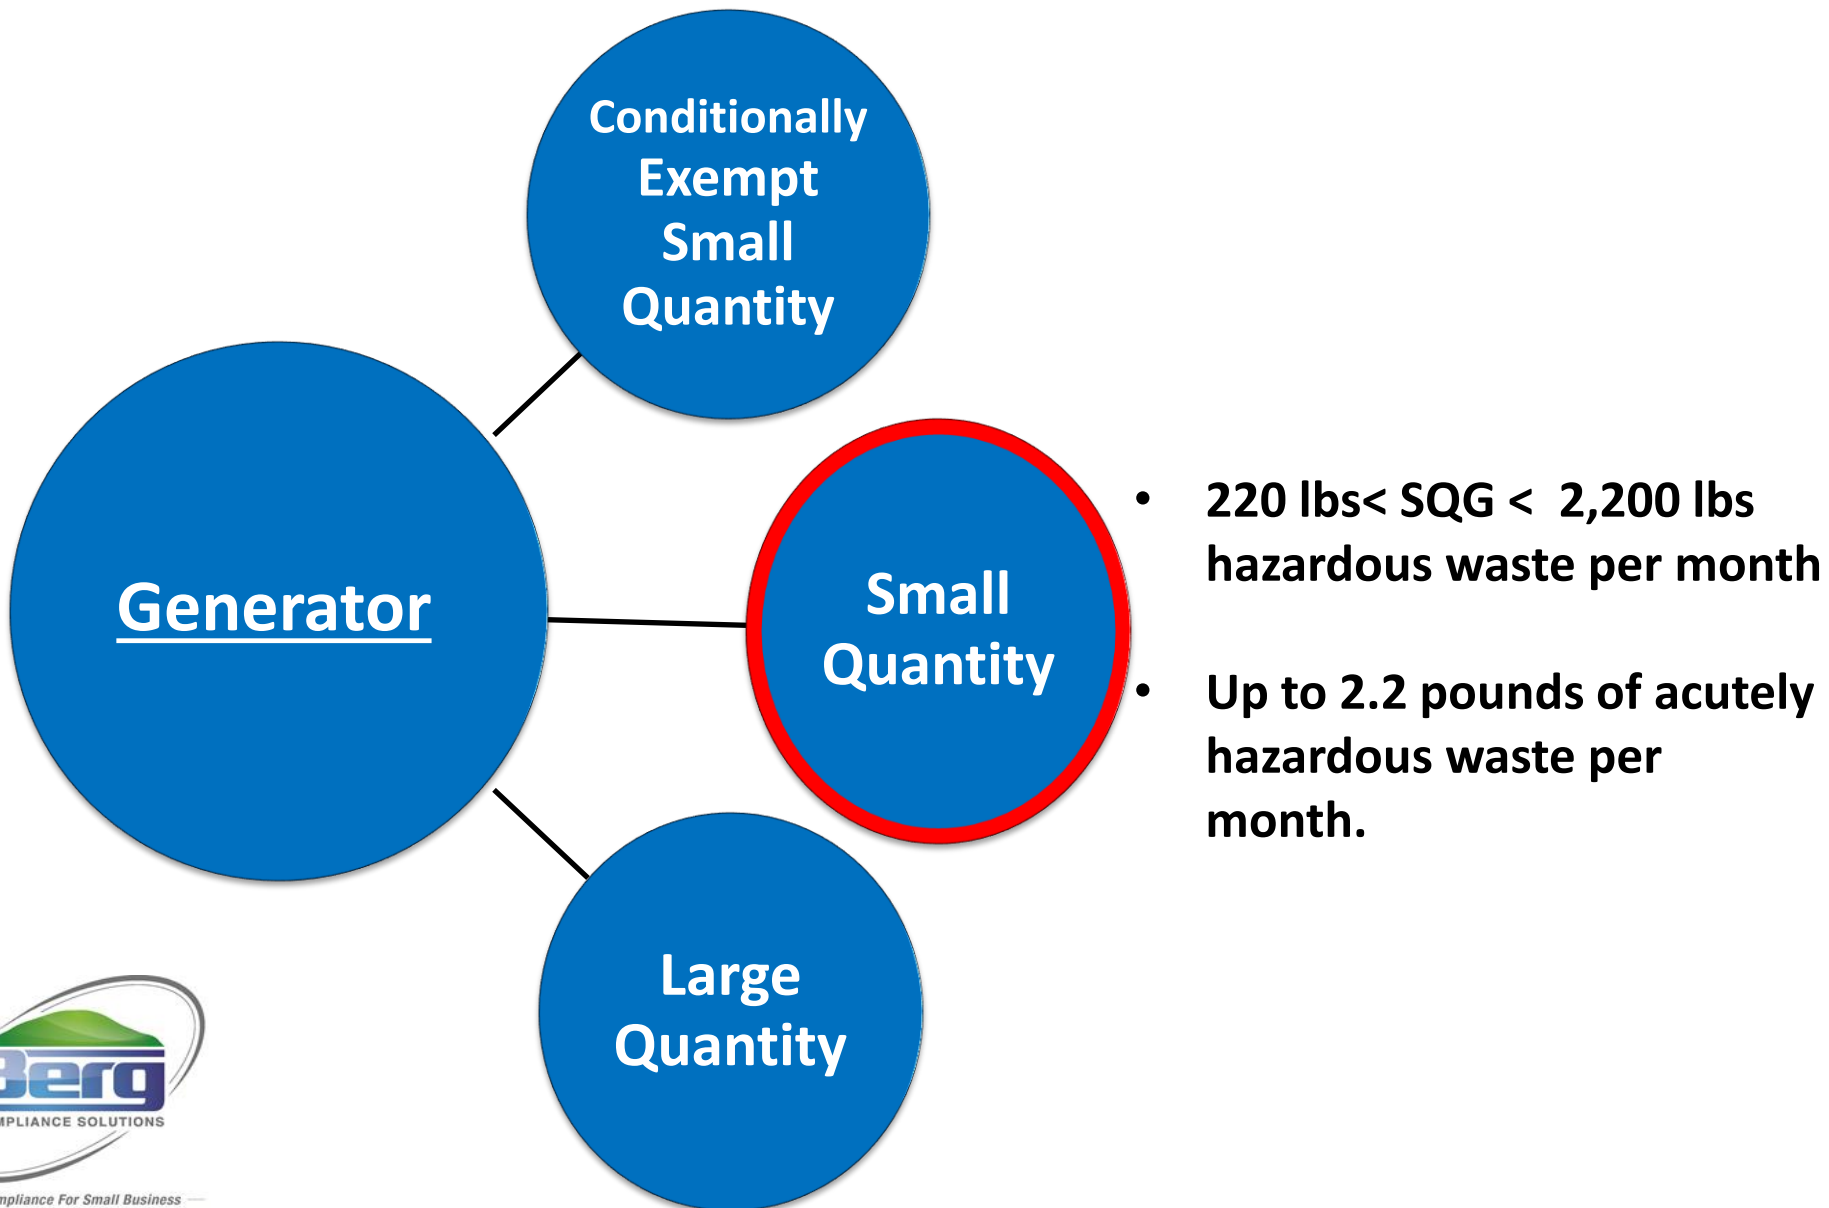 Conditionally
Exempt
Small
Quantity
Generator
Small
Quantity
• 220 lbs< SQG < 2,200 lbs
hazardous waste per month
• Up to 2.2 pounds of acutely
hazardous waste per
month.
Large
Quantity
Berg
MPLIANCE SOLUTIONS
mpliance For Small Business